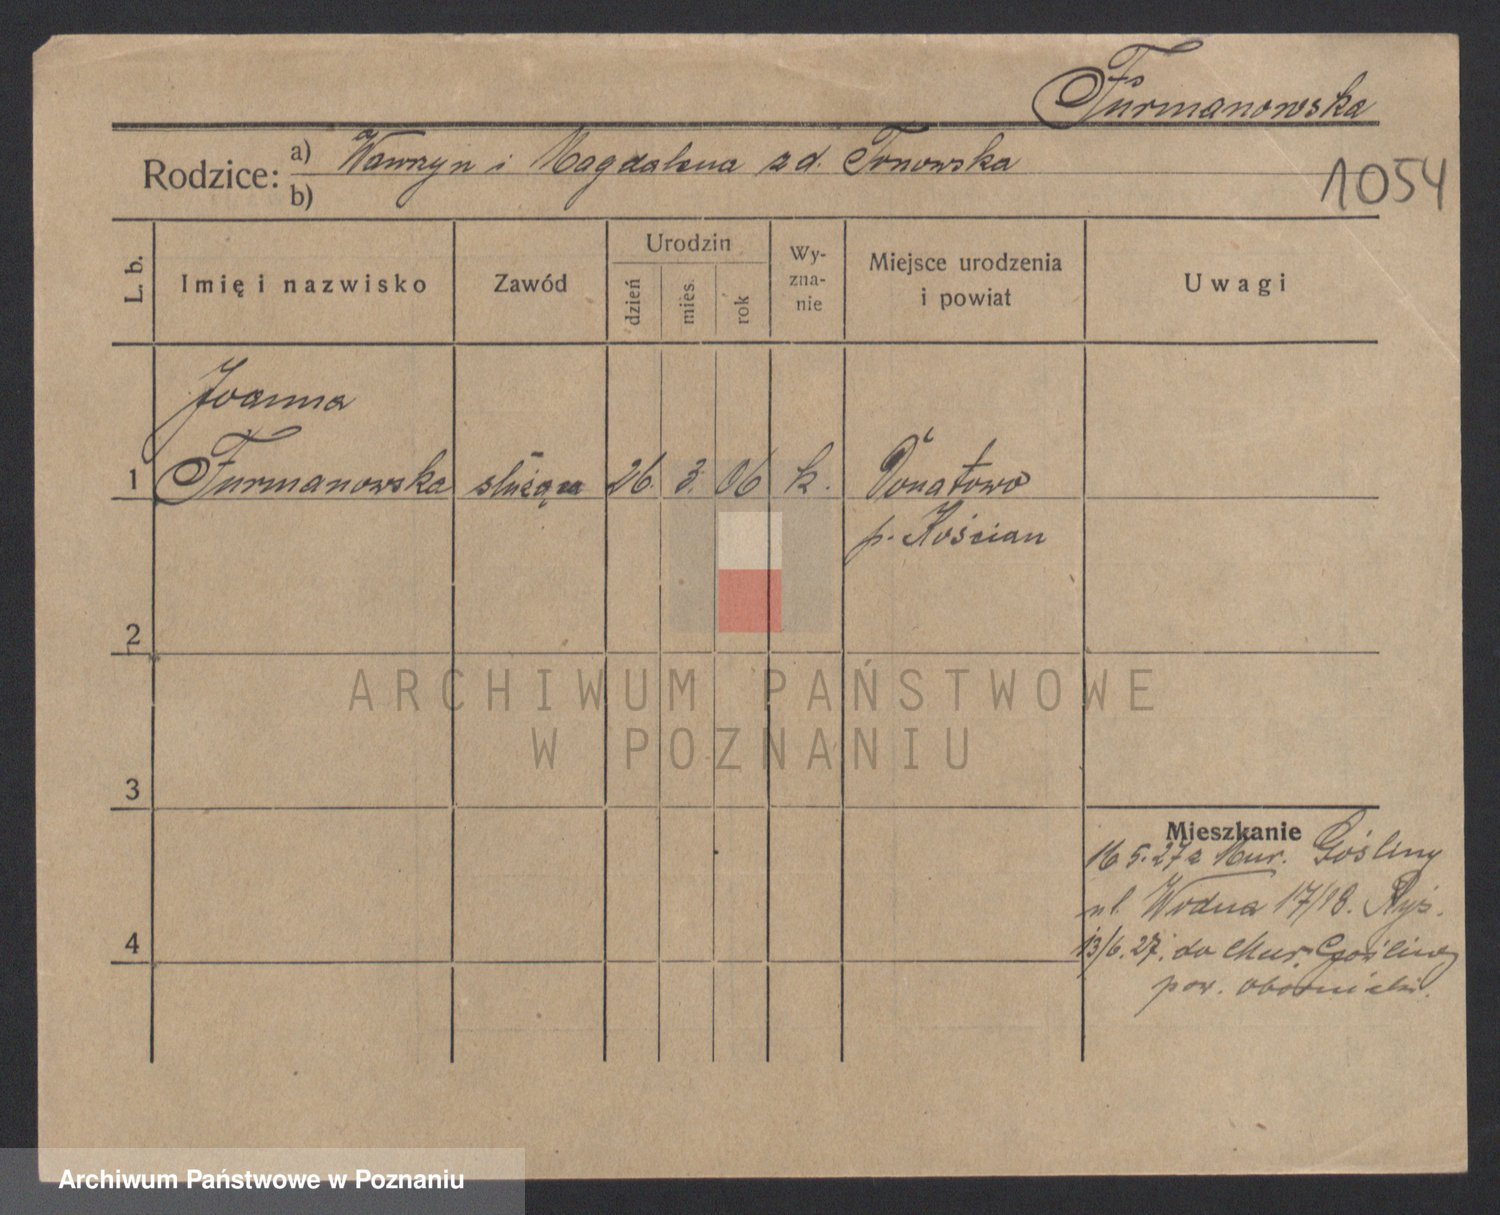 Furmanowska
Rodzice: a) Wawrzyn i Magdalena zd. Tonowska
b)
1054
L. b.
Imię i nazwisko
Zawód
Urodzin
dzień
mies.
rok
Wy-
zna-
nie
Miejsce urodzenia
i powiat
Uwagi
Joanna
1 Furmanowska służąca 26. 3. 06 k. Donatowo
p. Kościan
2
ARCHIWUM PAŃSTWOWE
W POZNANIU
3
Mieszkanie
16 5. 27 z Mur. Gośliny
ul. Wodna 17/18.
4
13/6. 27. do Mur. Gośliny
pow. obornicki.
Archiwum Państwowe w Poznaniu